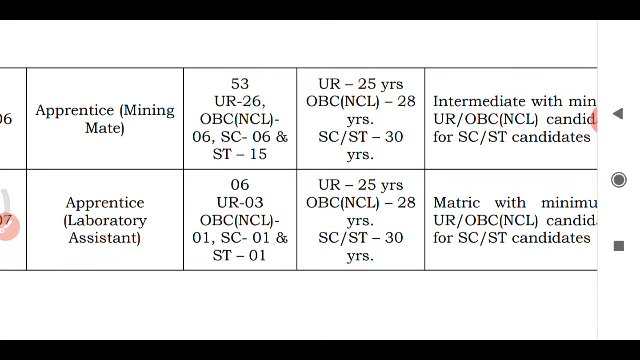 06
Apprentice (Mining
Mate)
53
UR-26,
OBC(NCL)-
06, SC- 06 &
ST – 15
UR – 25 yrs
OBC(NCL) – 28
yrs.
SC/ST – 30
yrs.
Intermediate with min
UR/OBC(NCL) candid
for SC/ST candidates
07
Apprentice
(Laboratory
Assistant)
06
UR-03
OBC(NCL)-
01, SC- 01 &
ST – 01
UR – 25 yrs
OBC(NCL) – 28
yrs.
SC/ST – 30
yrs.
Matric with minimu
UR/OBC(NCL) candid
for SC/ST candidates